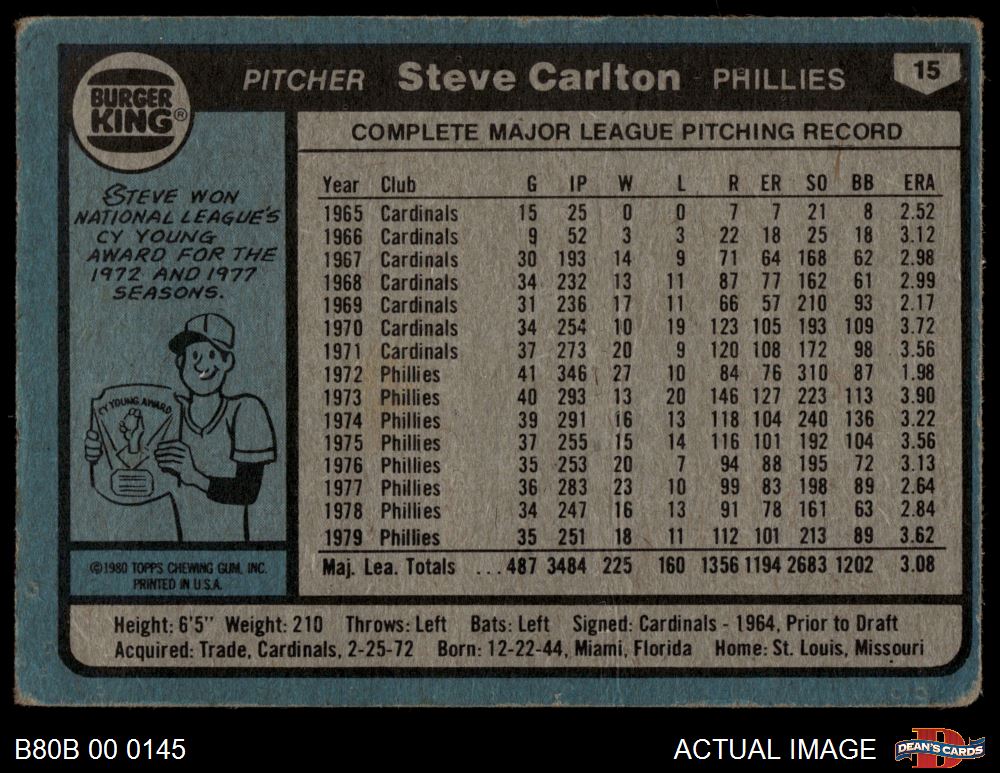 BURGER
KING®
PITCHER Steve Carlton PHILLIES
15
STEVE WON
NATIONAL LEAGUE'S
CY YOUNG
AWARD FOR THE
1972 AND 1977
SEASONS.
CY YOUNG AWARD
©1980 TOPPS CHEWING GUM, INC.
PRINTED IN U.S.A.
COMPLETE MAJOR LEAGUE PITCHING RECORD
Year Club G IP W L R ER SO BB ERA
1965 Cardinals 15 25 0 0 7 7 21 8 2.52
1966 Cardinals 9 52 3 3 22 18 25 18 3.12
1967 Cardinals 30 193 14 9 71 64 168 62 2.98
1968 Cardinals 34 232 13 11 87 77 162 61 2.99
1969 Cardinals 31 236 17 11 66 57 210 93 2.17
1970 Cardinals 34 254 10 19 123 105 193 109 3.72
1971 Cardinals 37 273 20 9 120 108 172 98 3.56
1972 Phillies 41 346 27 10 84 76 310 87 1.98
1973 Phillies 40 293 13 20 146 127 223 113 3.90
1974 Phillies 39 291 16 13 118 104 240 136 3.22
1975 Phillies 37 255 15 14 116 101 192 104 3.56
1976 Phillies 35 253 20 7 94 88 195 72 3.13
1977 Phillies 36 283 23 10 99 83 198 89 2.64
1978 Phillies 34 247 16 13 91 78 161 63 2.84
1979 Phillies 35 251 18 11 112 101 213 89 3.62
Maj. Lea. Totals ...487 3484 225 160 1356 1194 2683 1202 3.08
Height: 6'5" Weight: 210 Throws: Left Bats: Left Signed: Cardinals - 1964, Prior to Draft
Acquired: Trade, Cardinals, 2-25-72 Born: 12-22-44, Miami, Florida Home: St. Louis, Missouri
B80B 00 0145
ACTUAL IMAGE
D
DEAN'S CARDS